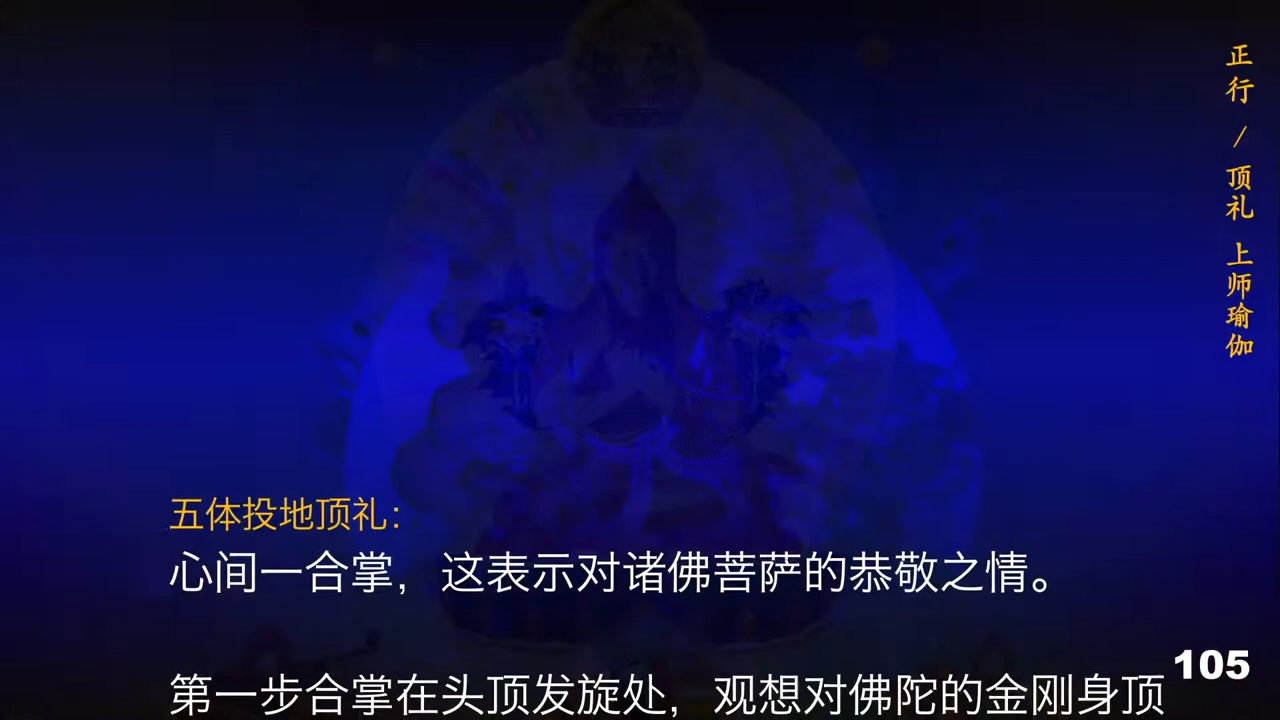 正行 / 顶礼 上师瑜伽
五体投地顶礼:
心间一合掌，这表示对诸佛菩萨的恭敬之情。
第一步合掌在头顶发旋处，观想对佛陀的金刚身顶
105